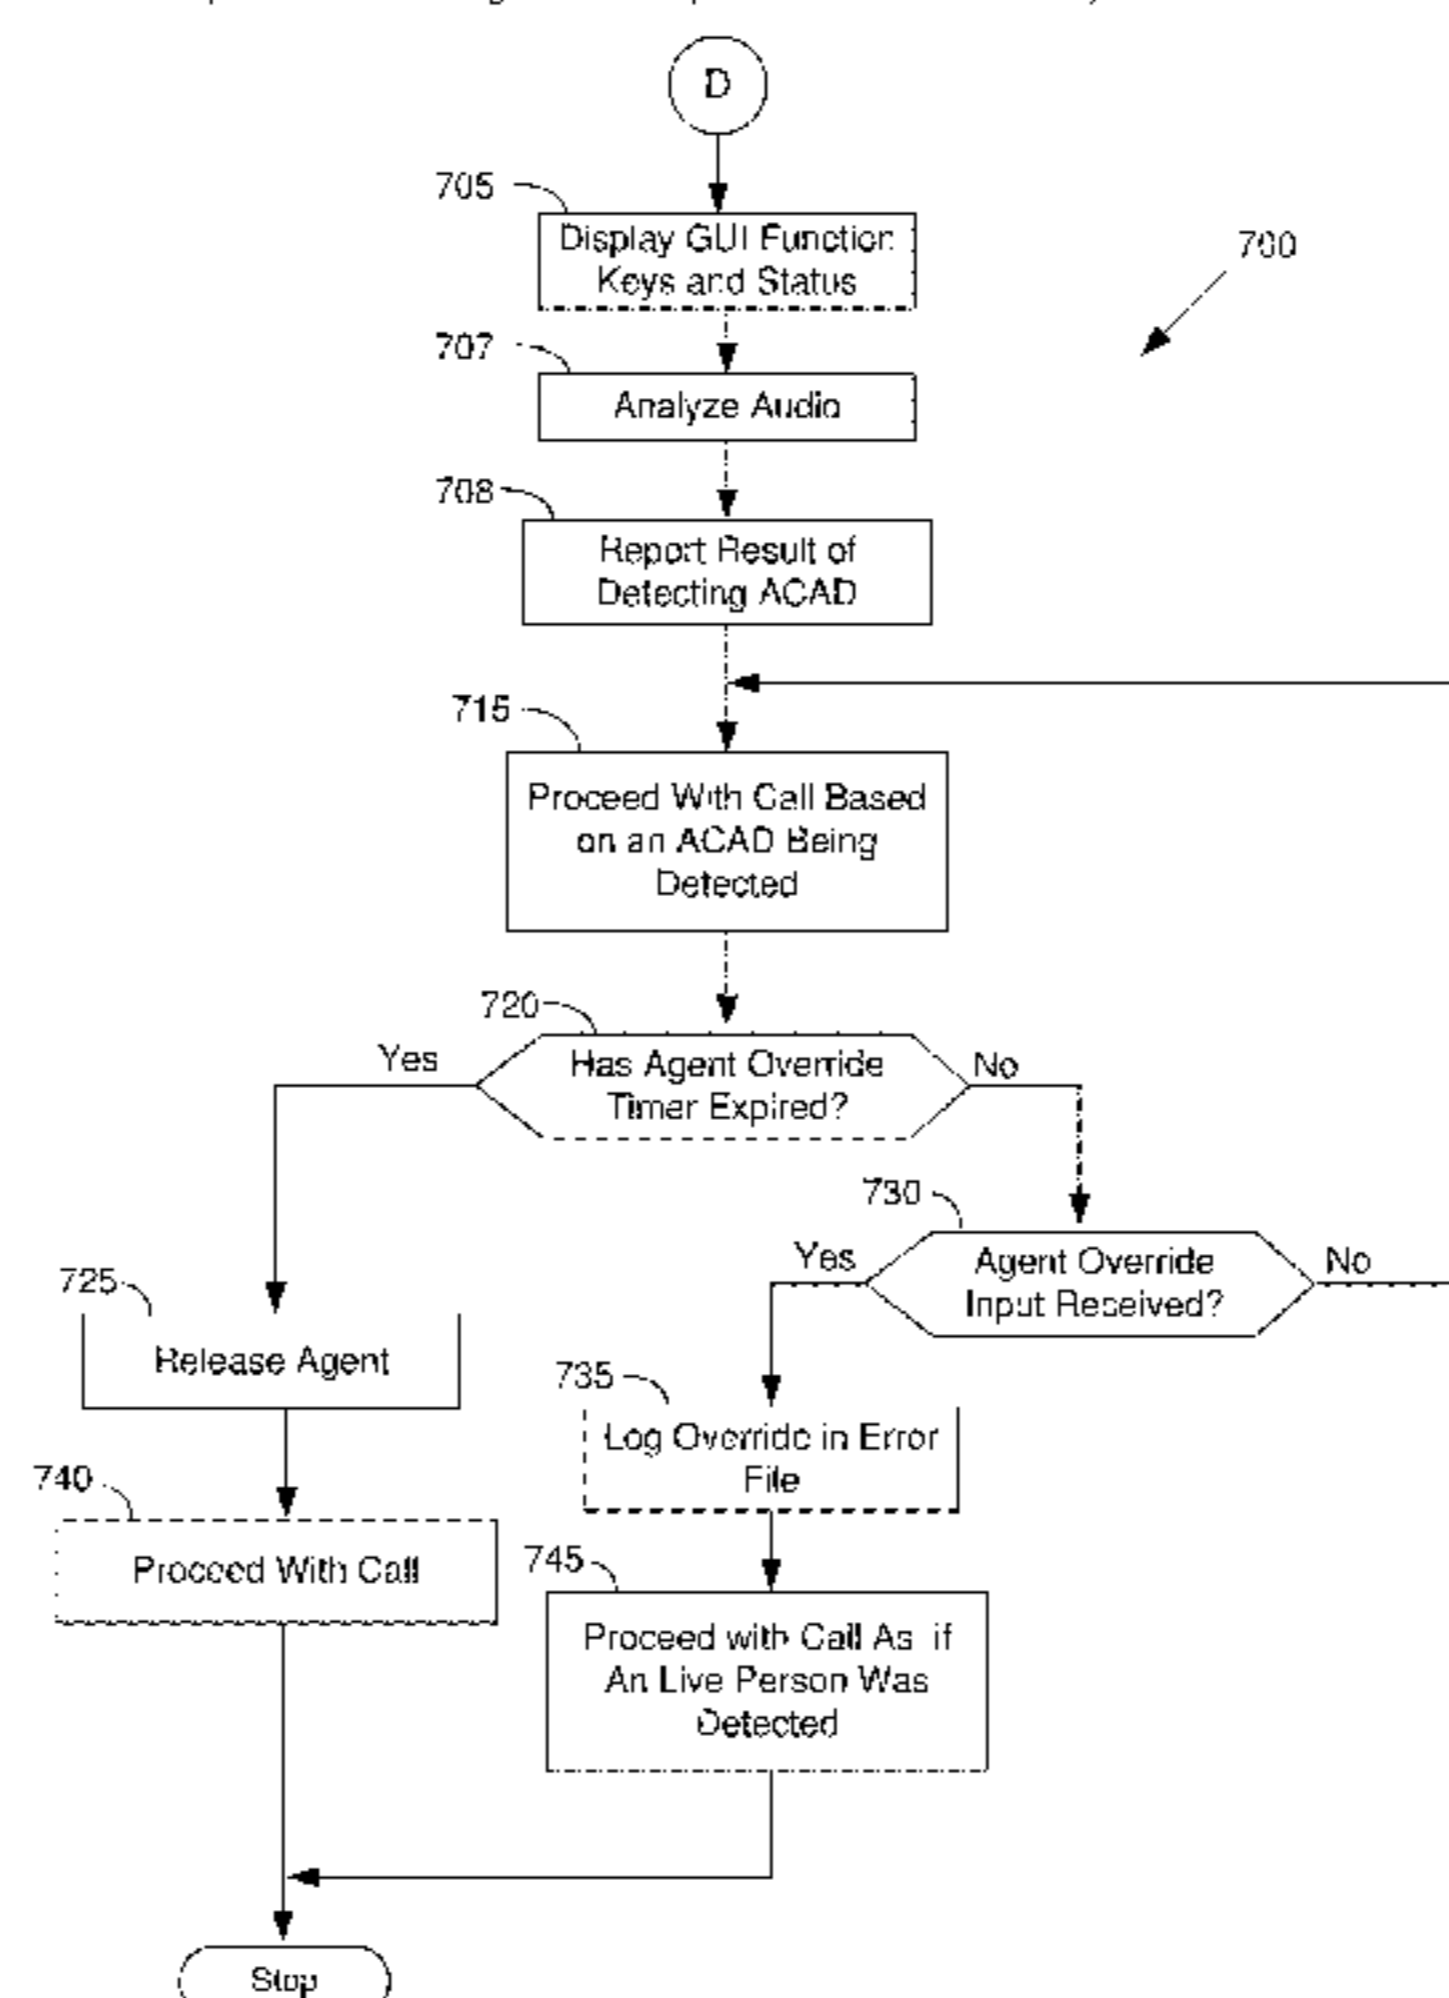 D
705
Display GUI Function
Keys and Status
700
707
Analyze Audio
708
Report Result of
Detecting ACAD
715
Proceed With Call Based
on an ACAD Being
Detected
720
Has Agent Override
Timer Expired?
Yes
No
730
Agent Override
Input Received?
Yes
No
725
Release Agent
735
Log Override in Error
File
740
Proceed With Call
745
Proceed with Call As if
An Live Person Was
Detected
Stop